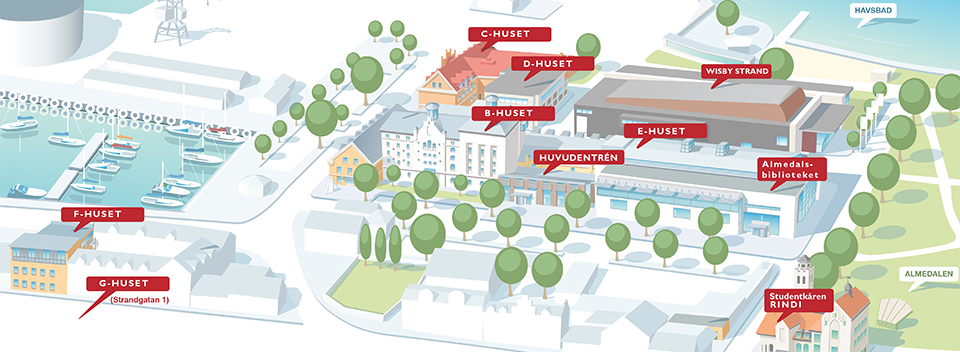 HAVSBAD
C-HUSET
D-HUSET
WISBY STRAND
B-HUSET
E-HUSET
HUVUDENTRÉN
Almedals-
biblioteket
F-HUSET
G-HUSET
(Strandgatan 1)
ALMEDALEN
Studentkåren
RINDI